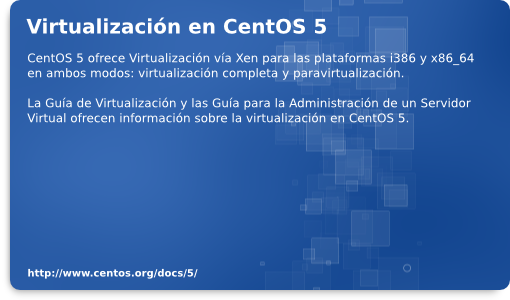 Virtualización en CentOS 5
CentOS 5 ofrece Virtualización vía Xen para las plataformas i386 y x86_64
en ambos modos: virtualización completa y paravirtualización.
La Guía de Virtualización y las Guía para la Administración de un Servidor
Virtual ofrecen información sobre la virtualización en CentOS 5.
http://www.centos.org/docs/5/